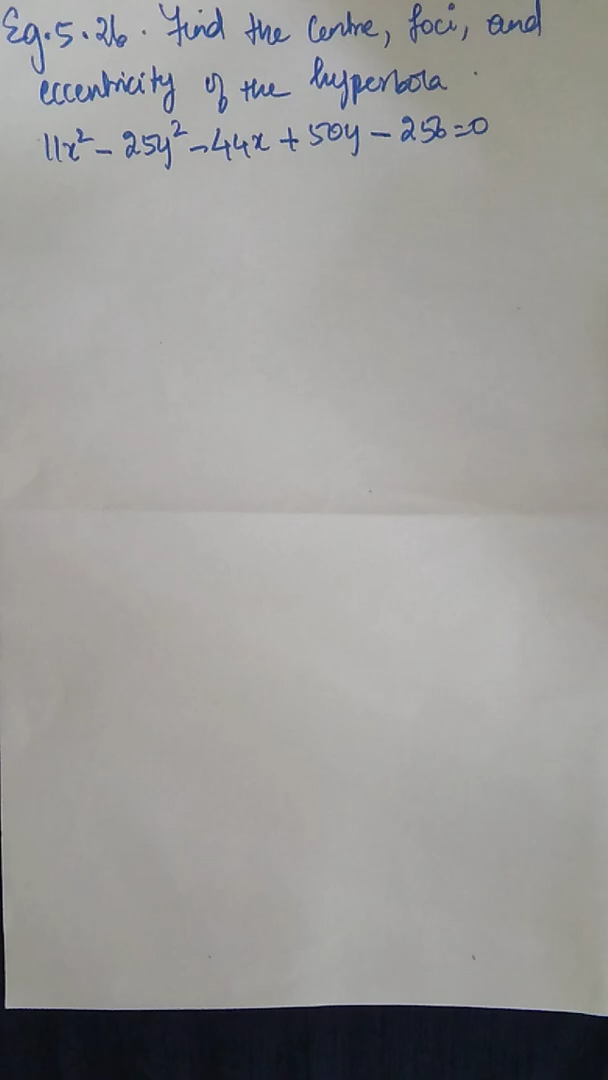 Eg.5.26. Find the Centre, foci, and
eccentricity of the hyperbola.
11x² - 25y² - 44x + 50y - 256 = 0